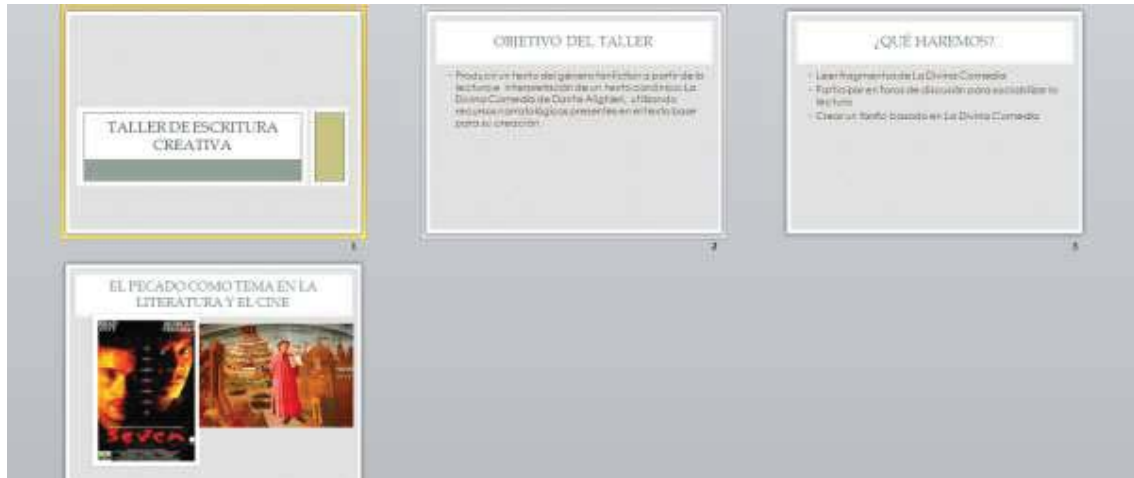 TALLER DE ESCRITURA
CREATIVA
1
OBJETIVO DEL TALLER
Producir un texto del género fanfiction a partir de la
lectura e interpretación de un texto canónico: La
Divina Comedia de Dante Alighieri, utilizando
recursos narratológicos presentes en el texto base
para su creación
2
¿QUÉ HAREMOS?
Leer fragmentos de La Divina Comedia
Participar en foros de discusión para sociabilizar la
lectura
Crear un fanfic basado en La Divina Comedia
3
EL PECADO COMO TEMA EN LA
LITERATURA Y EL CINE
seven